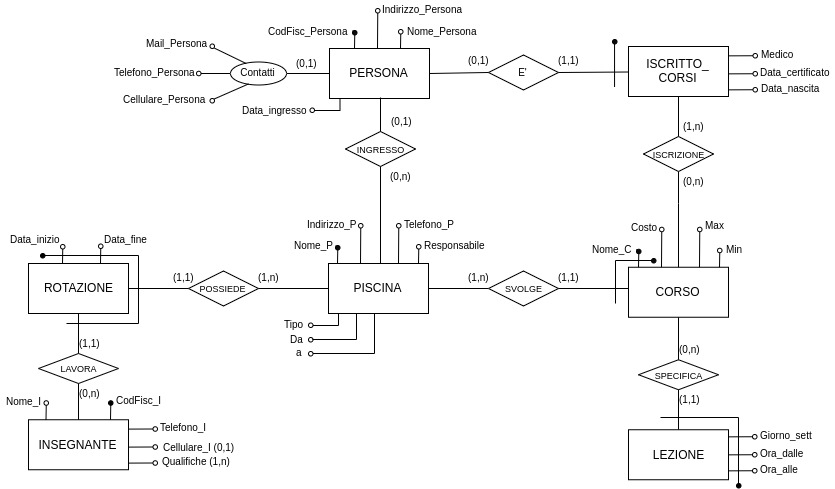 Indirizzo_Persona
CodFisc_Persona
Nome_Persona
Mail_Persona
Contatti
(0,1)
PERSONA
(0,1)
E'
(1,1)
ISCRITTO_
CORSI
Medico
Telefono_Persona
Data_certificato
Cellulare_Persona
Data_nascita
Data_ingresso
(0,1)
(1,n)
INGRESSO
ISCRIZIONE
(0,n)
(0,n)
Data_inizio
Data_fine
Indirizzo_P
Telefono_P
Costo
Max
Nome_P
Responsabile
Nome_C
Min
ROTAZIONE
(1,1)
POSSIEDE
(1,n)
PISCINA
(1,n)
SVOLGE
(1,1)
CORSO
Tipo
Da
a
(1,1)
(0,n)
LAVORA
SPECIFICA
(0,n)
(1,1)
Nome_I
CodFisc_I
INSEGNANTE
Telefono_I
Cellulare_I (0,1)
Qualifiche (1,n)
LEZIONE
Giorno_sett
Ora_dalle
Ora_alle